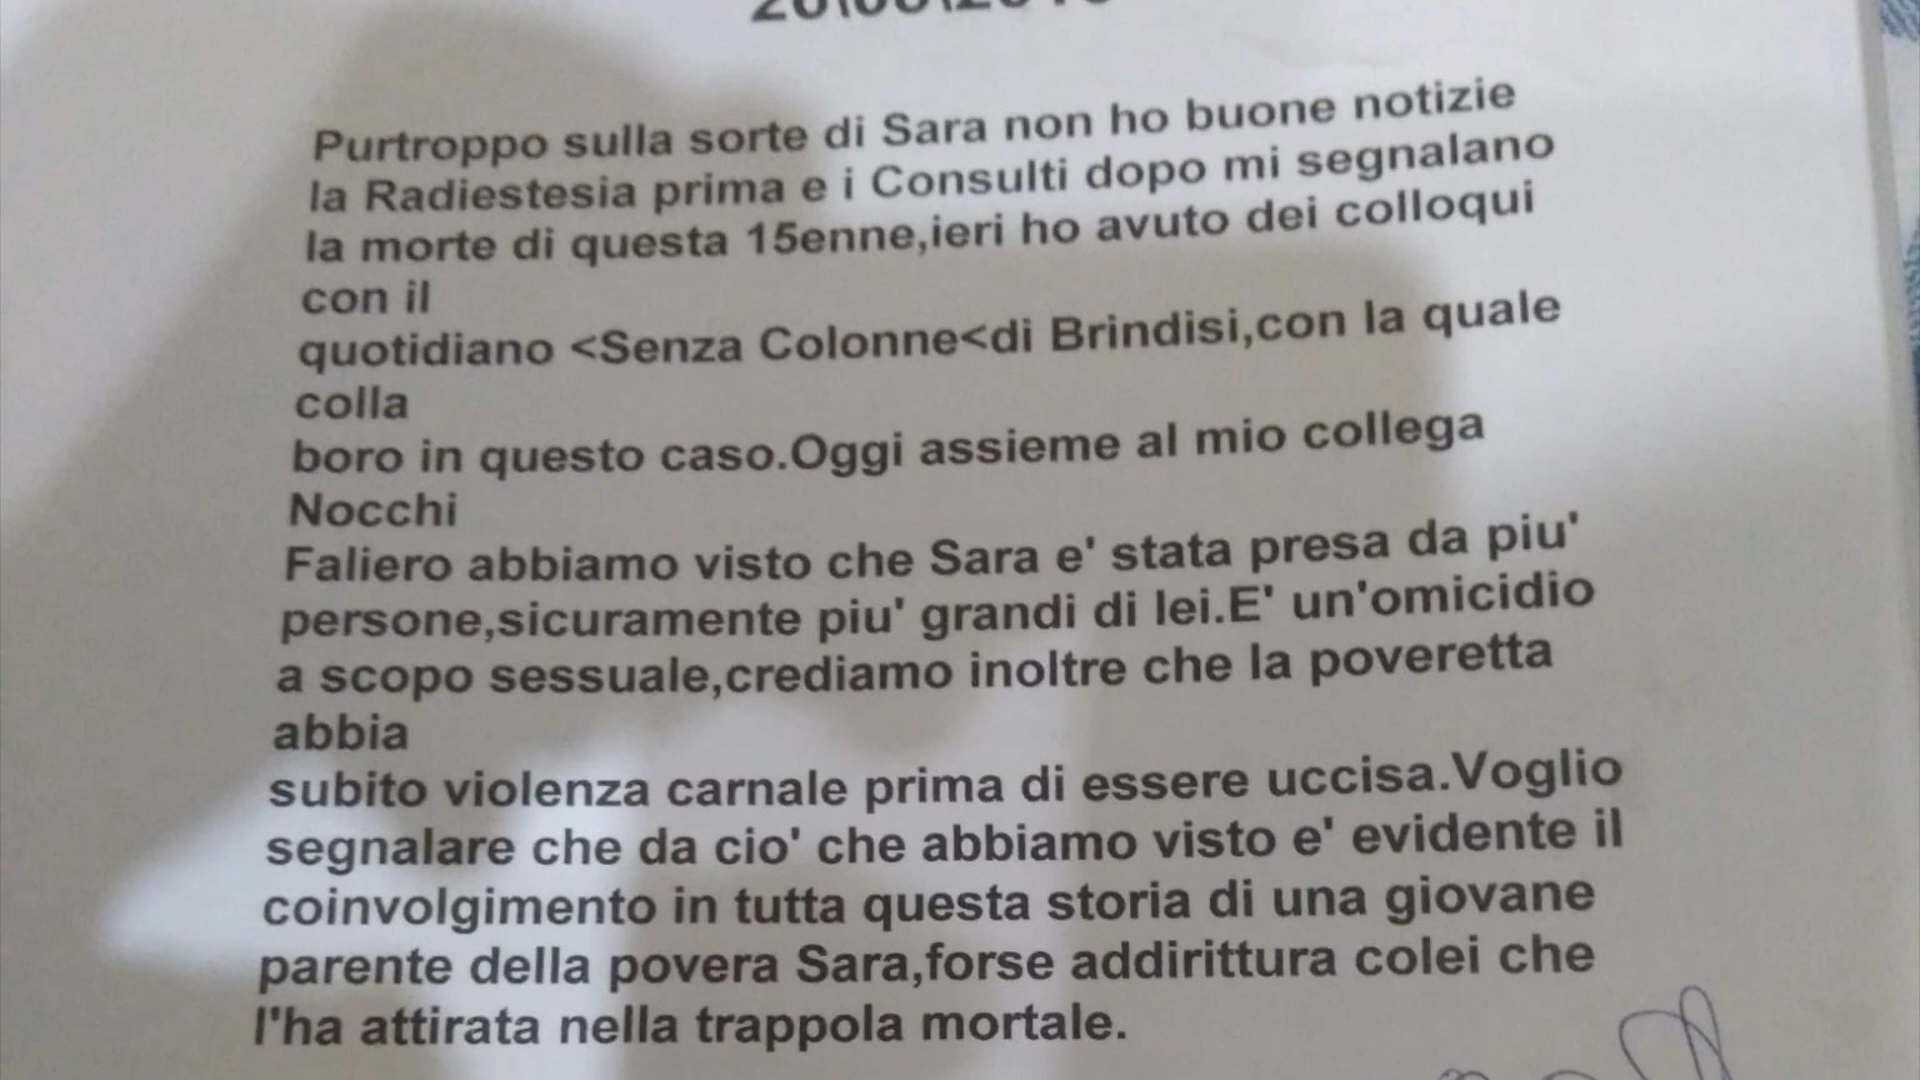 Purtroppo sulla sorte di Sara non ho buone notizie
la Radiestesia prima e i Consulti dopo mi segnalano
la morte di questa 15enne,ieri ho avuto dei colloqui
con il
quotidiano <Senza Colonne<di Brindisi,con la quale
colla
boro in questo caso.Oggi assieme al mio collega
Nocchi
Faliero abbiamo visto che Sara e' stata presa da piu'
persone,sicuramente piu' grandi di lei.E' un'omicidio
a scopo sessuale,crediamo inoltre che la poveretta
abbia
subito violenza carnale prima di essere uccisa.Voglio
segnalare che da cio' che abbiamo visto e' evidente il
coinvolgimento in tutta questa storia di una giovane
parente della povera Sara,forse addirittura colei che
l'ha attirata nella trappola mortale.